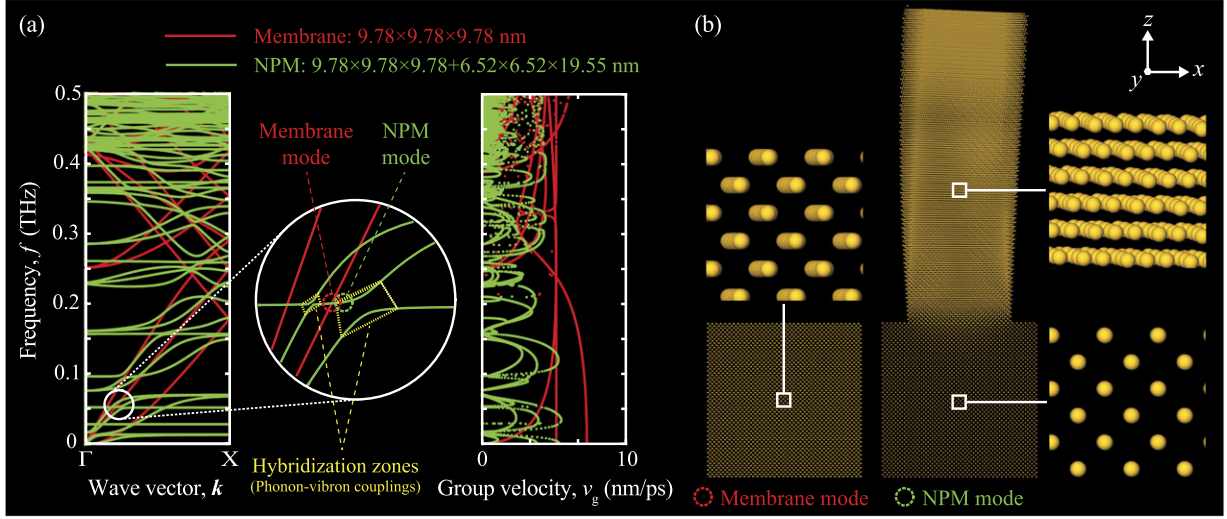 (a)
Membrane: 9.78×9.78×9.78 nm
NPM: 9.78×9.78×9.78+6.52×6.52×19.55 nm
0.5
0.4
0.3
0.2
0.1
0
Frequency, f (THz)
Γ
X
Wave vector, k
Membrane
mode
NPM
mode
Hybridization zones
(Phonon-vibron couplings)
0
10
Group velocity, vg (nm/ps)
(b)
z
y
x
Membrane mode
NPM mode